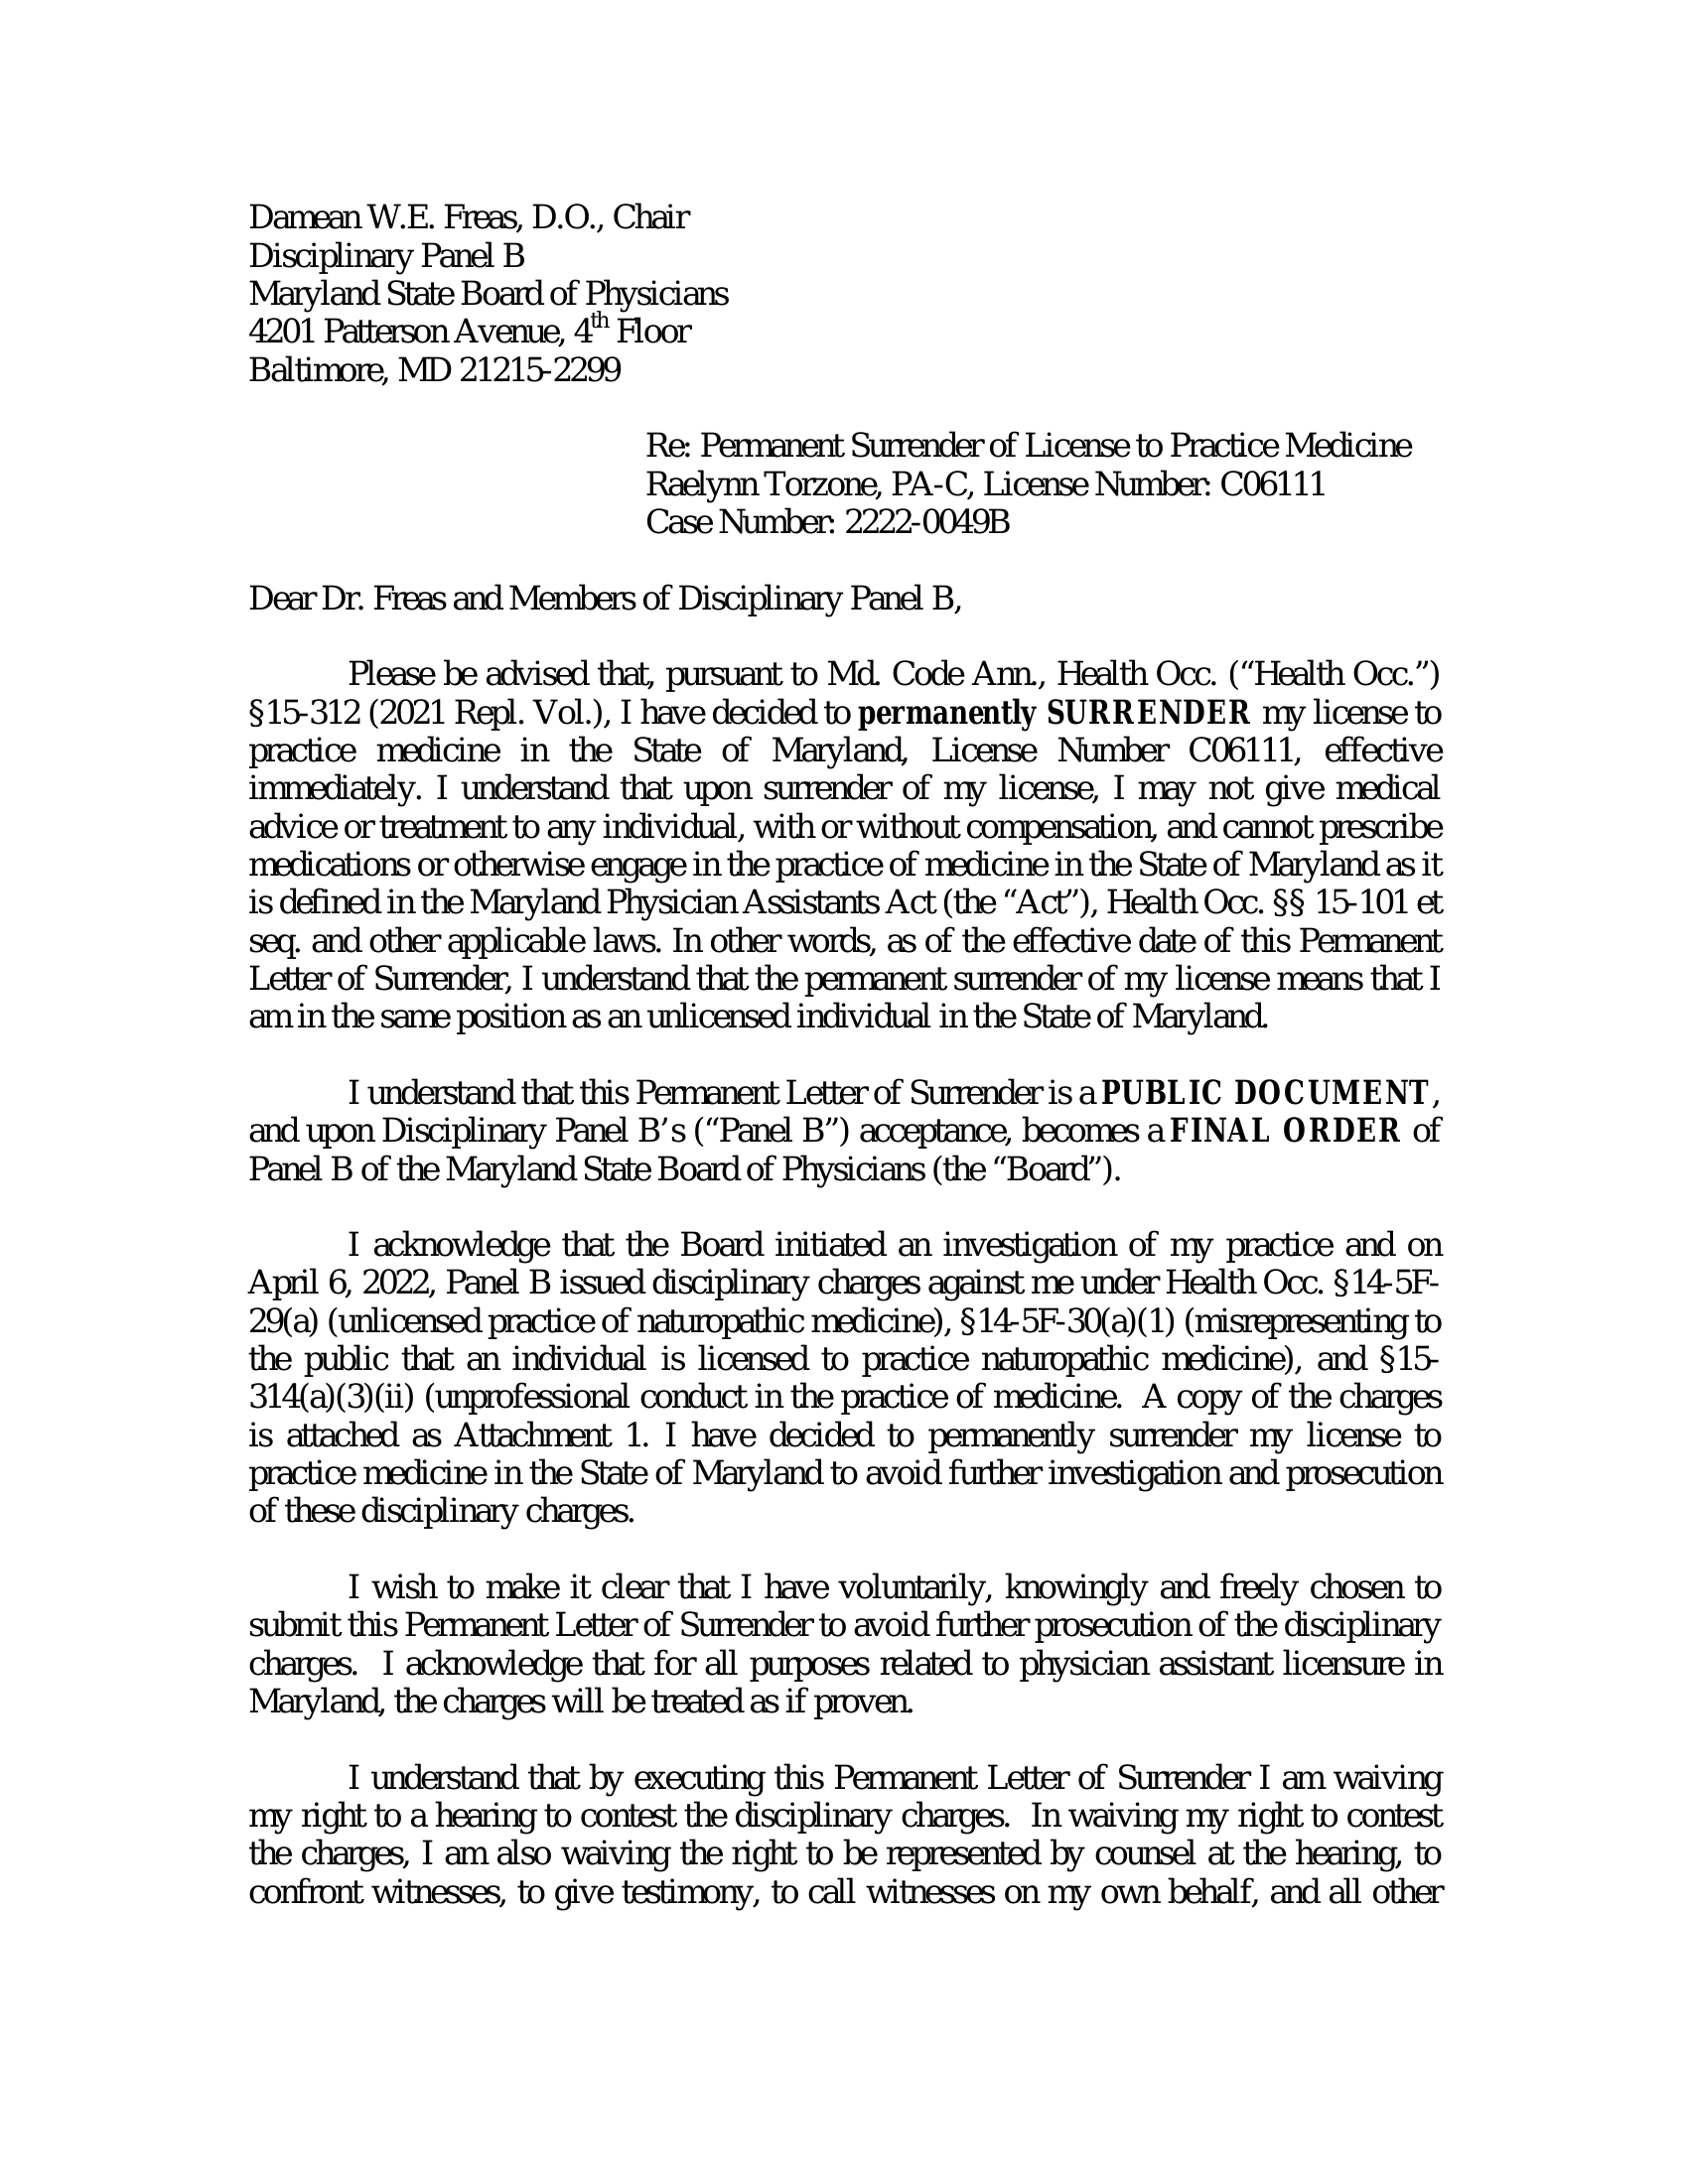 Damean W.E. Freas, D.O., Chair
Disciplinary Panel B
Maryland State Board of Physicians
4201 Patterson Avenue, 4th Floor
Baltimore, MD 21215-2299
Re: Permanent Surrender of License to Practice Medicine
Raelynn Torzone, PA-C, License Number: C06111
Case Number: 2222-0049B
Dear Dr. Freas and Members of Disciplinary Panel B,
Please be advised that, pursuant to Md. Code Ann., Health Occ. (“Health Occ.”)
§15-312 (2021 Repl. Vol.), I have decided to permanently SURRENDER my license to
practice medicine in the State of Maryland, License Number C06111, effective
immediately. I understand that upon surrender of my license, I may not give medical
advice or treatment to any individual, with or without compensation, and cannot prescribe
medications or otherwise engage in the practice of medicine in the State of Maryland as it
is defined in the Maryland Physician Assistants Act (the “Act”), Health Occ. §§ 15-101 et
seq. and other applicable laws. In other words, as of the effective date of this Permanent
Letter of Surrender, I understand that the permanent surrender of my license means that I
am in the same position as an unlicensed individual in the State of Maryland.
I understand that this Permanent Letter of Surrender is a PUBLIC DOCUMENT,
and upon Disciplinary Panel B’s (“Panel B”) acceptance, becomes a FINAL ORDER of
Panel B of the Maryland State Board of Physicians (the “Board”).
I acknowledge that the Board initiated an investigation of my practice and on
April 6, 2022, Panel B issued disciplinary charges against me under Health Occ. §14-5F-
29(a) (unlicensed practice of naturopathic medicine), §14-5F-30(a)(1) (misrepresenting to
the public that an individual is licensed to practice naturopathic medicine), and §15-
314(a)(3)(ii) (unprofessional conduct in the practice of medicine. A copy of the charges
is attached as Attachment 1. I have decided to permanently surrender my license to
practice medicine in the State of Maryland to avoid further investigation and prosecution
of these disciplinary charges.
I wish to make it clear that I have voluntarily, knowingly and freely chosen to
submit this Permanent Letter of Surrender to avoid further prosecution of the disciplinary
charges. I acknowledge that for all purposes related to physician assistant licensure in
Maryland, the charges will be treated as if proven.
I understand that by executing this Permanent Letter of Surrender I am waiving
my right to a hearing to contest the disciplinary charges. In waiving my right to contest
the charges, I am also waiving the right to be represented by counsel at the hearing, to
confront witnesses, to give testimony, to call witnesses on my own behalf, and all other